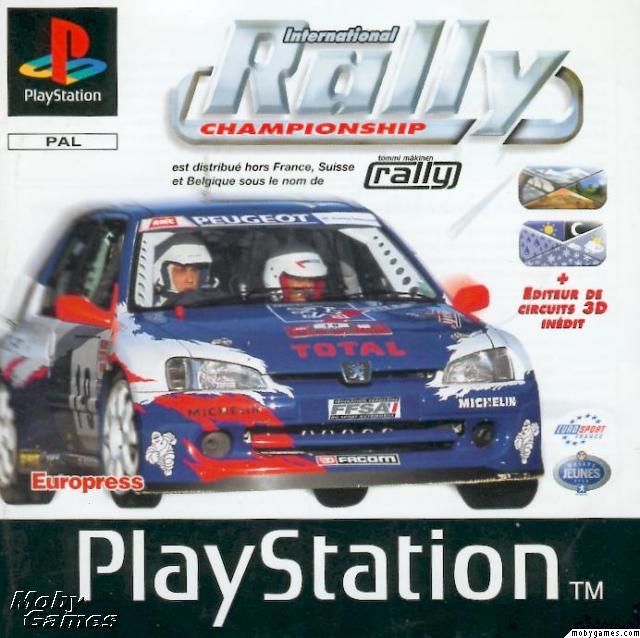 International
Rally
CHAMPIONSHIP
PlayStation
PAL
est distribué hors France, Suisse
et Belgique sous le nom de
tommi mäkinen
rally
PEUGEOT
+
EDITEUR DE
CIRCUITS 3D
INÉDIT
TOTAL
19
MICHELIN
MICHELIN
FFSA
FACOM
EUROSPORT
FRANCE
JEUNES
Europress
PlayStation TM
Moby
Games
mobygames.com